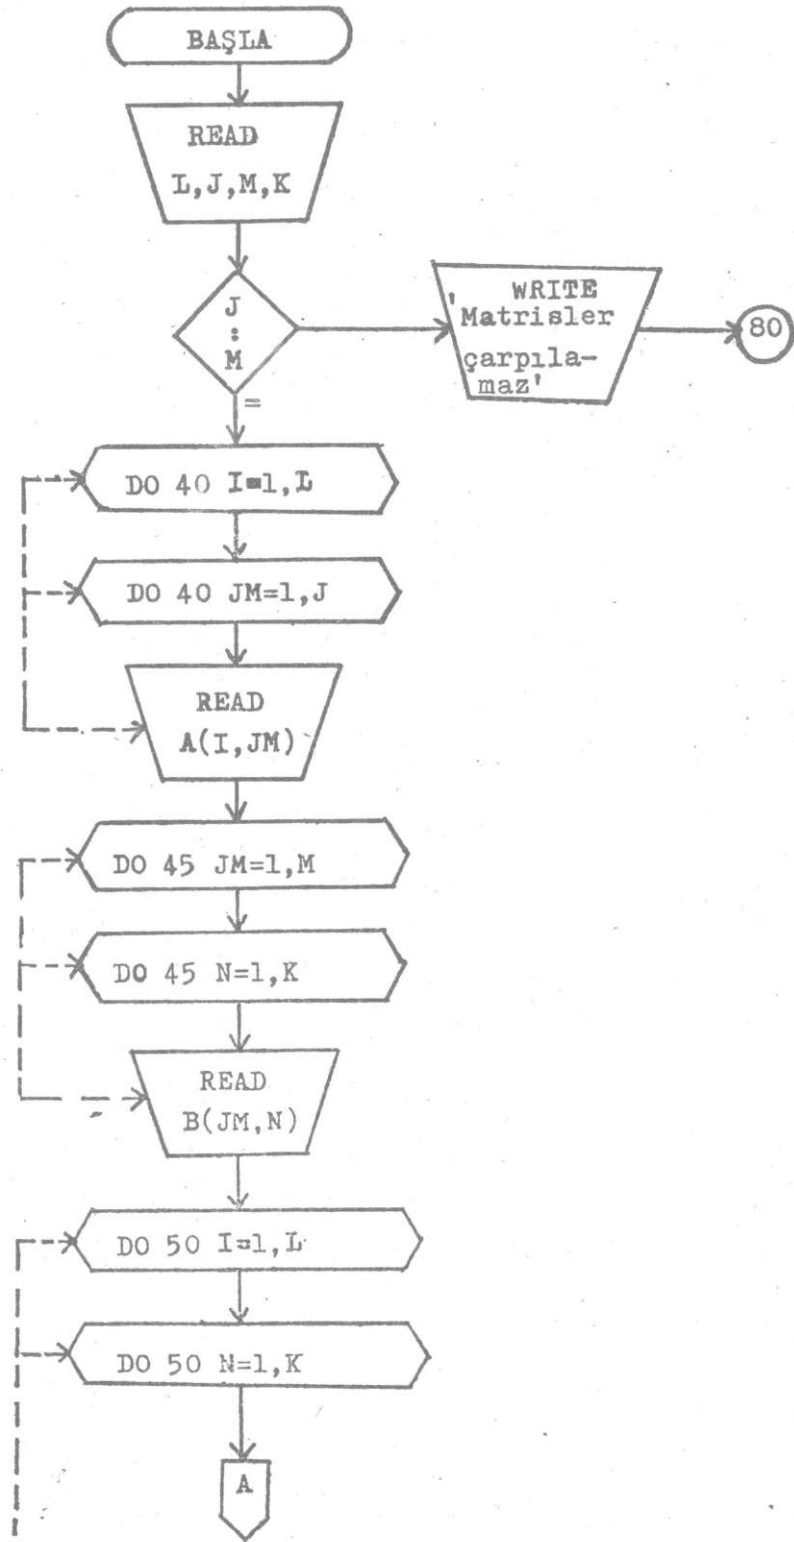 BAŞLA
READ
L,J,M,K
J
:
M
=
WRITE
'Matrisler
çarpıla-
maz'
80
DO 40 I=1,L
DO 40 JM=1,J
READ
A(I,JM)
DO 45 JM=1,M
DO 45 N=1,K
READ
B(JM,N)
DO 50 I=1,L
DO 50 N=1,K
A